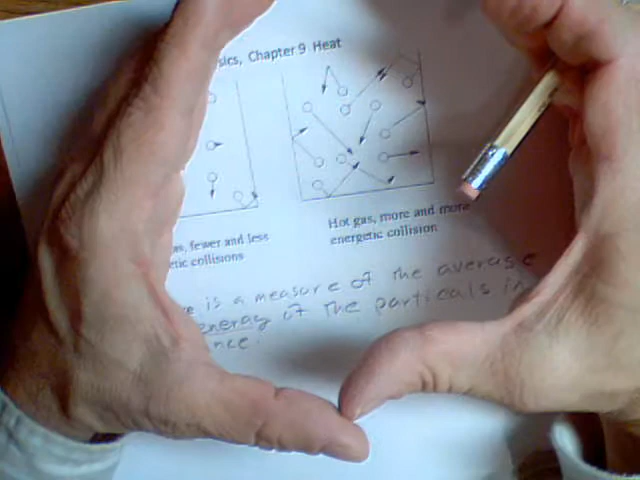 sics, Chapter 9 Heat
as, fewer and less
etic collisions
Hot gas, more and more
energetic collision
re is a measure of the average
energy of the particals in
nce.